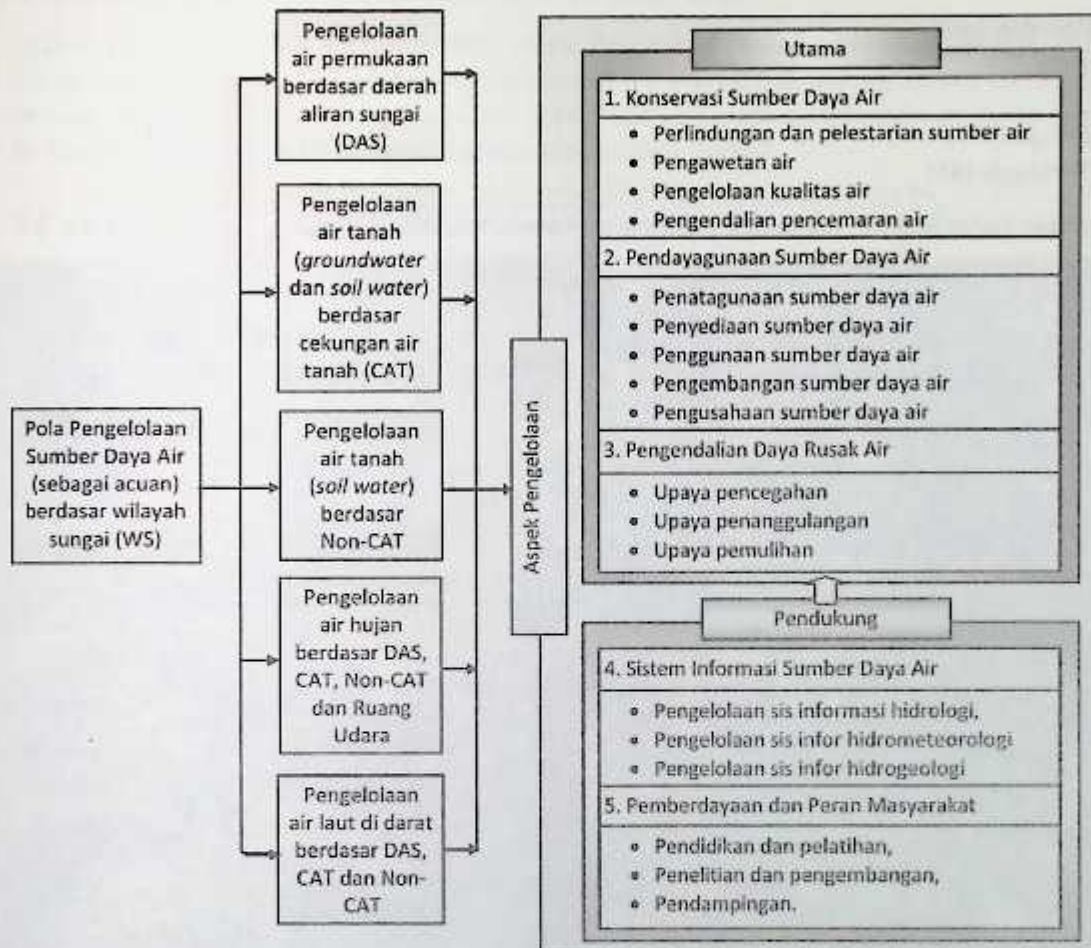 Pola Pengelolaan
Sumber Daya Air
(sebagai acuan)
berdasar wilayah
sungai (WS)
Pengelolaan
air permukaan
berdasar daerah
aliran sungai
(DAS)
Pengelolaan
air tanah
(groundwater
dan soil water)
berdasar
cekungan air
tanah (CAT)
Pengelolaan
air tanah
(soil water)
berdasar
Non-CAT
Pengelolaan
air hujan
berdasar DAS,
CAT, Non-CAT
dan Ruang
Udara
Pengelolaan
air laut di darat
berdasar DAS,
CAT dan Non-
CAT
Aspek Pengelolaan
Utama
1. Konservasi Sumber Daya Air
• Perlindungan dan pelestarian sumber air
• Pengawetan air
• Pengelolaan kualitas air
• Pengendalian pencemaran air
2. Pendayagunaan Sumber Daya Air
• Penatagunaan sumber daya air
• Penyediaan sumber daya air
• Penggunaan sumber daya air
• Pengembangan sumber daya air
• Pengusahaan sumber daya air
3. Pengendalian Daya Rusak Air
• Upaya pencegahan
• Upaya penanggulangan
• Upaya pemulihan
Pendukung
4. Sistem Informasi Sumber Daya Air
• Pengelolaan sis informasi hidrologi,
• Pengelolaan sis infor hidrometeorologi
• Pengelolaan sis infor hidrogeologi
5. Pemberdayaan dan Peran Masyarakat
• Pendidikan dan pelatihan,
• Penelitian dan pengembangan,
• Pendampingan.